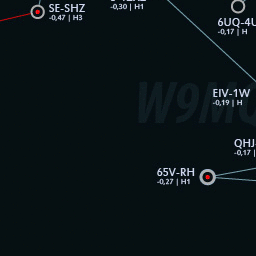 SE-SHZ
-0,47 | H3
-0,30 | H1
6UQ-4U
-0,17 | H
EIV-1W
-0,19 | H
W9M
QHJ-
-0,17 |
65V-RH
-0,27 | H1